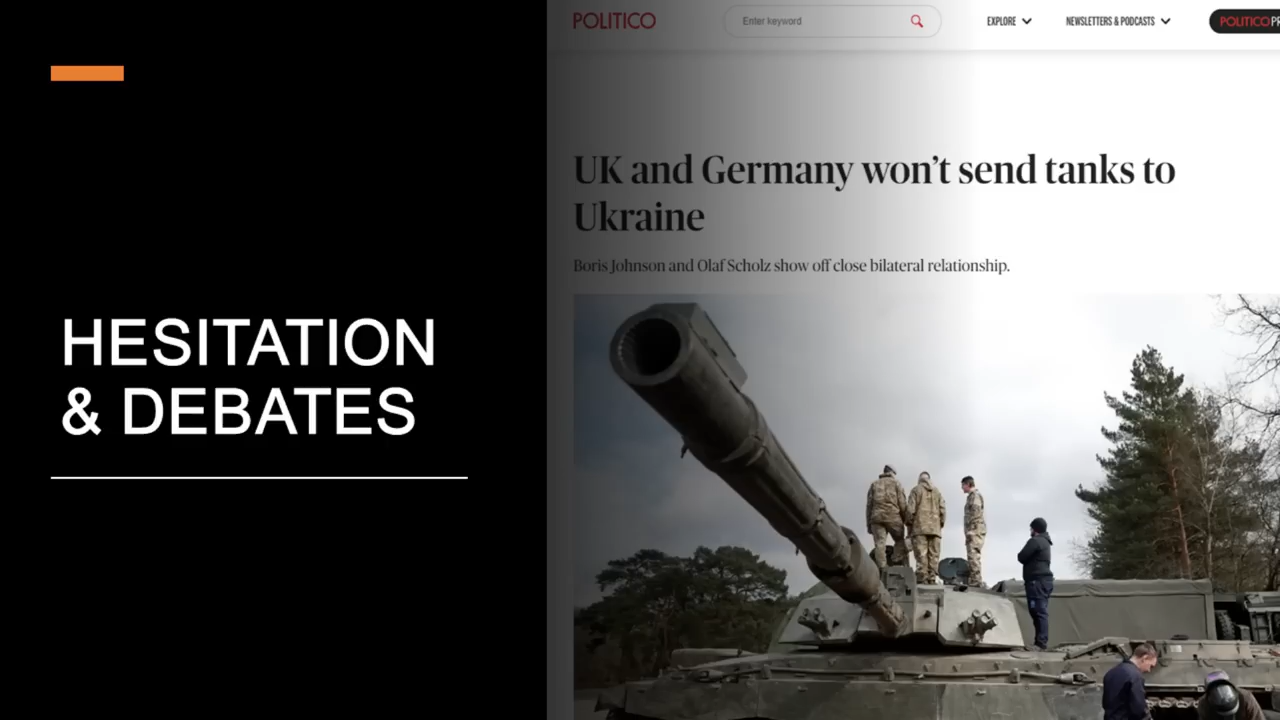 HESITATION
& DEBATES
POLITICO
Enter keyword
EXPLORE
NEWSLETTERS & PODCASTS
POLITICO
UK and Germany won’t send tanks to
Ukraine
Boris Johnson and Olaf Scholz show off close bilateral relationship.